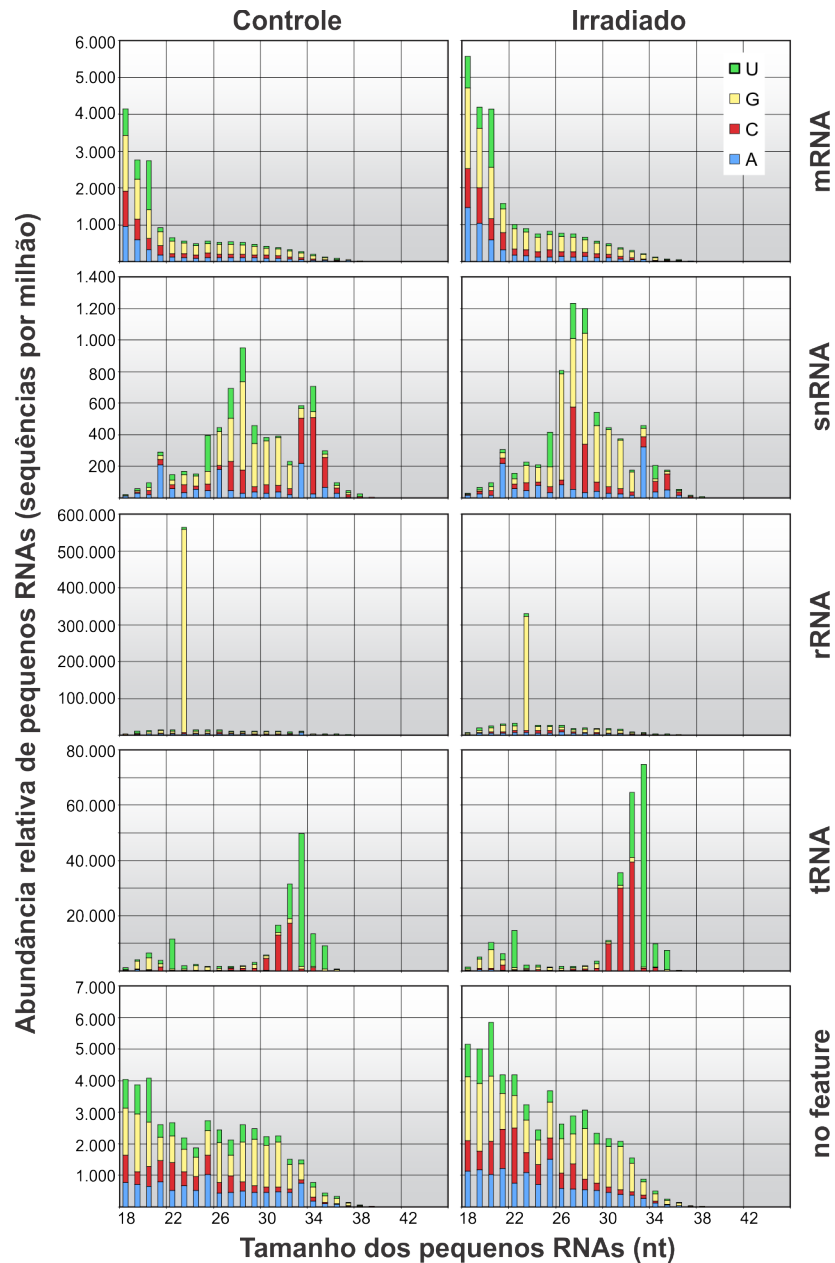 Controle
Irradiado
Abundância relativa de pequenos RNAs (sequências por milhão)
6.000
5.000
4.000
3.000
2.000
1.000
U
G
C
A
mRNA
1.400
1.200
1.000
800
600
400
200
snRNA
600.000
500.000
400.000
300.000
200.000
100.000
rRNA
80.000
60.000
40.000
20.000
tRNA
7.000
6.000
5.000
4.000
3.000
2.000
1.000
no feature
18 22 26 30 34 38 42
18 22 26 30 34 38 42
Tamanho dos pequenos RNAs (nt)